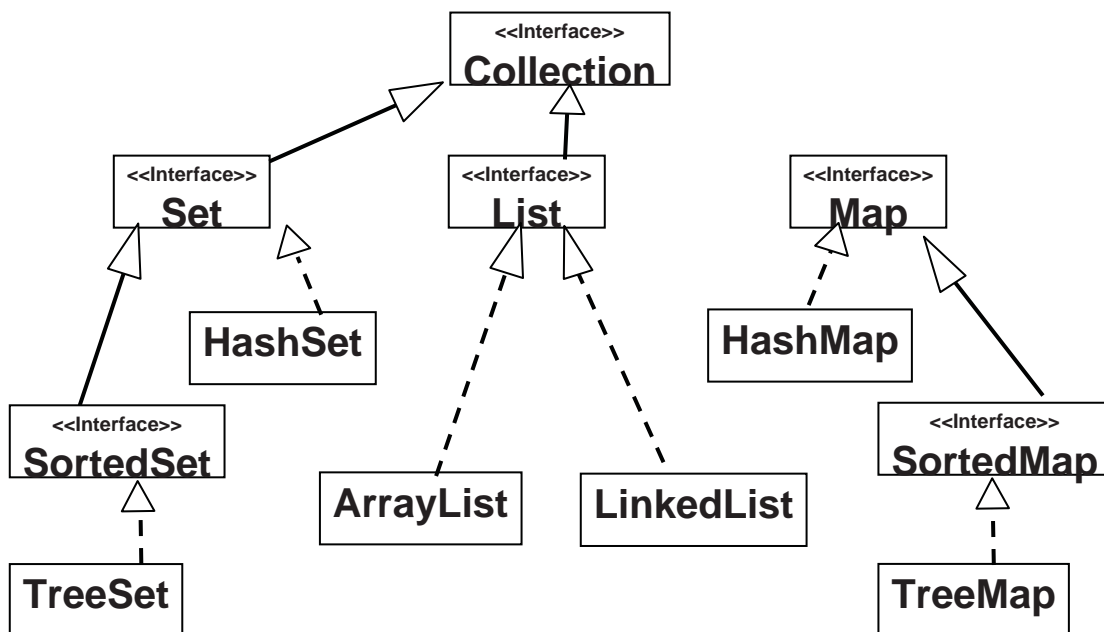 <<Interface>>
Collection
<<Interface>>
Set
<<Interface>>
List
<<Interface>>
Map
HashSet
HashMap
<<Interface>>
SortedSet
<<Interface>>
SortedMap
ArrayList
LinkedList
TreeSet
TreeMap